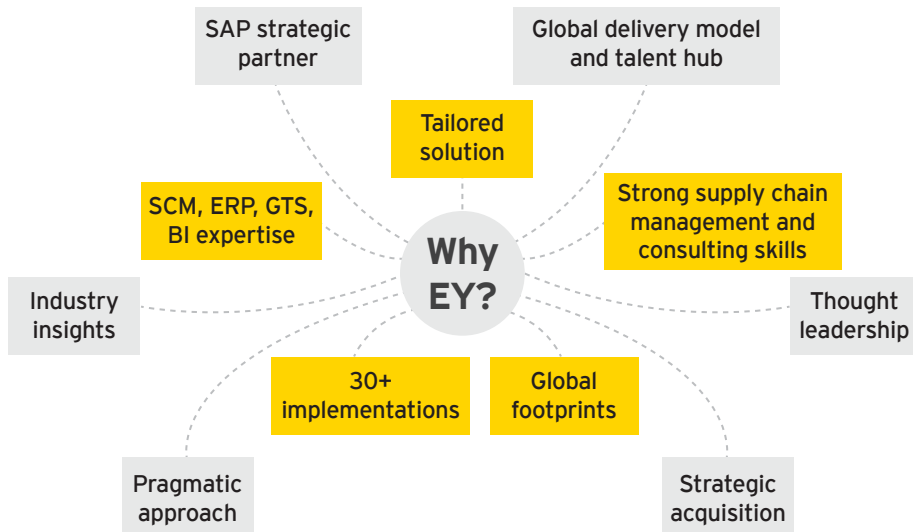 SAP strategic
partner
Global delivery model
and talent hub
Tailored
solution
SCM, ERP, GTS,
BI expertise
Strong supply chain
management and
consulting skills
Why
EY?
Industry
insights
Thought
leadership
30+
implementations
Global
footprints
Pragmatic
approach
Strategic
acquisition